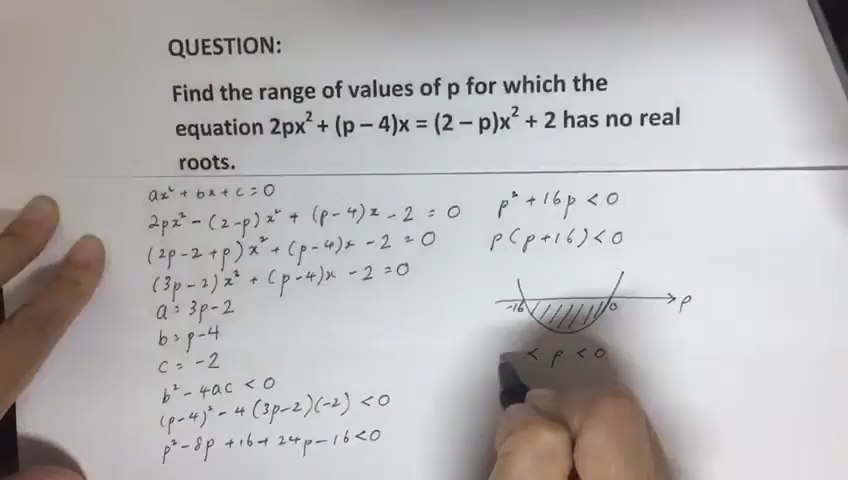 QUESTION:
Find the range of values of p for which the
equation 2px² + (p – 4)x = (2 – p)x² + 2 has no real
roots.
ax² + bx + c = 0
2px² - (2-p)x² + (p-4)x - 2 = 0
(2p-2+p)x² + (p-4)x - 2 = 0
(3p-2)x² + (p-4)x - 2 = 0
a = 3p-2
b = p-4
c = -2
b² - 4ac < 0
(p-4)² - 4(3p-2)(-2) < 0
p² - 8p + 16 + 24p - 16 < 0
p² + 16p < 0
p(p+16) < 0
-16 0 p
< p < 0